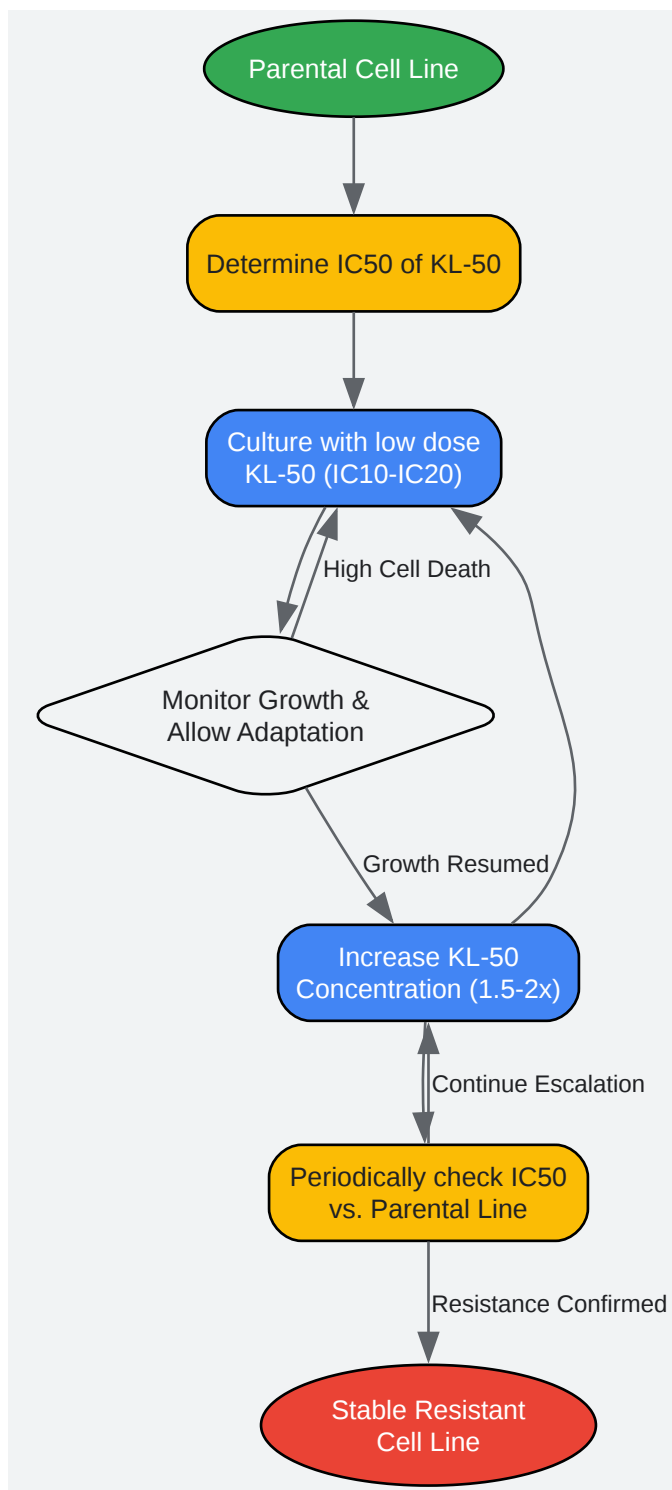 Parental Cell Line
Determine IC50 of KL-50
Culture with low dose
KL-50 (IC10-IC20)
High Cell Death
Monitor Growth &
Allow Adaptation
Growth Resumed
Increase KL-50
Concentration (1.5-2x)
Continue Escalation
Periodically check IC50
vs. Parental Line
Resistance Confirmed
Stable Resistant
Cell Line